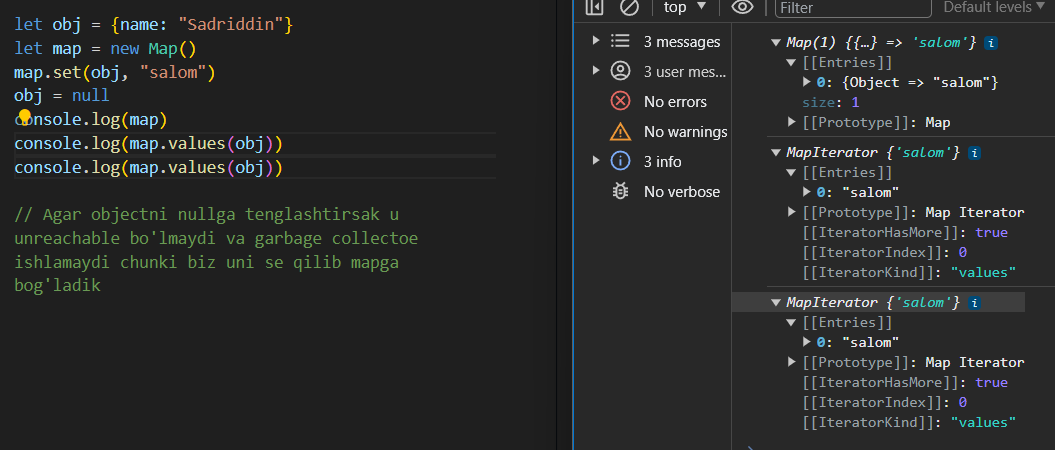 let obj = {name: "Sadriddin"}
let map = new Map()
map.set(obj, "salom")
obj = null
console.log(map)
console.log(map.values(obj))
console.log(map.values(obj))
// Agar objectni nullga tenglashtirsak u
unreachable bo'lmaydi va garbage collectoe
ishlamaydi chunki biz uni se qilib mapga
bog'ladik
top
Filter
Default levels
3 messages
3 user mes...
No errors
No warnings
3 info
No verbose
Map(1) {{…} => 'salom'}
[[Entries]]
0: {Object => "salom"}
size: 1
[[Prototype]]: Map
MapIterator {'salom'}
[[Entries]]
0: "salom"
[[Prototype]]: Map Iterator
[[IteratorHasMore]]: true
[[IteratorIndex]]: 0
[[IteratorKind]]: "values"
MapIterator {'salom'}
[[Entries]]
0: "salom"
[[Prototype]]: Map Iterator
[[IteratorHasMore]]: true
[[IteratorIndex]]: 0
[[IteratorKind]]: "values"